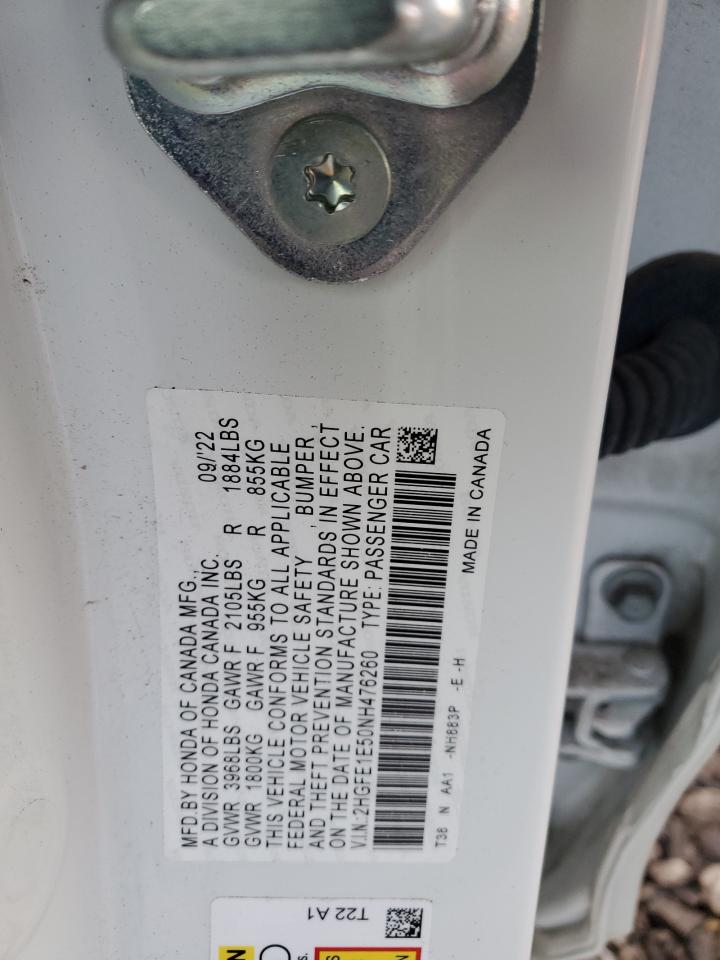 MFD.BY HONDA OF CANADA MFG.,
A DIVISION OF HONDA CANADA INC. 09/'22
GVWR 3968LBS GAWR F 2105LBS R 1884LBS
GVWR 1800KG GAWR F 955KG R 855KG
THIS VEHICLE CONFORMS TO ALL APPLICABLE
FEDERAL MOTOR VEHICLE SAFETY , BUMPER ,
AND THEFT PREVENTION STANDARDS IN EFFECT
ON THE DATE OF MANUFACTURE SHOWN ABOVE.
V.I.N:2HGFE1E50NH476260 TYPE: PASSENGER CAR
T38 N AA1 -NH883P -E -H
MADE IN CANADA
T22 A1